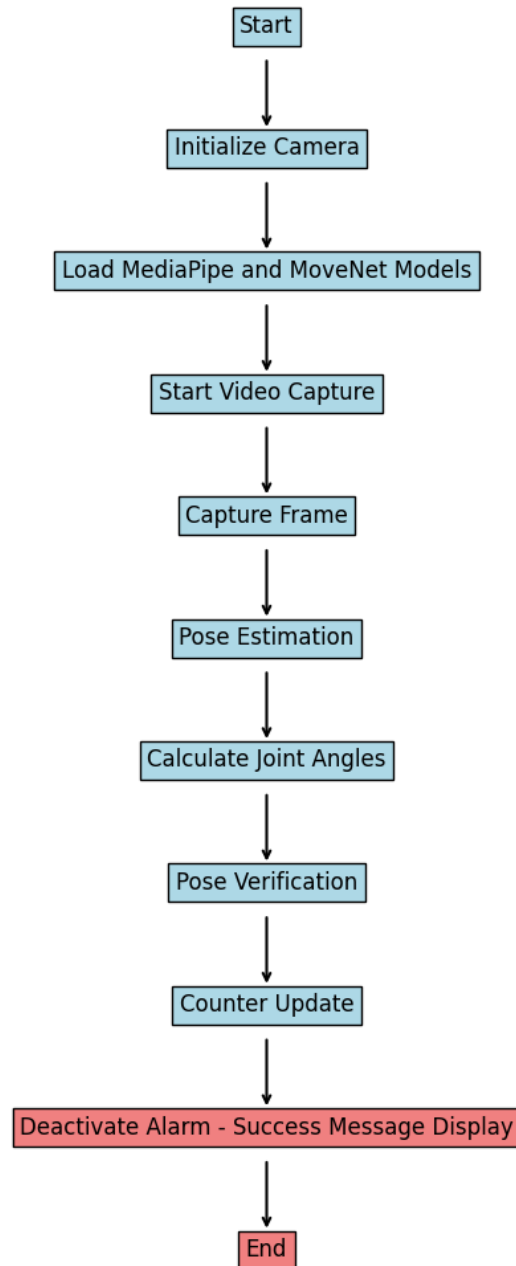 Start
Initialize Camera
Load MediaPipe and MoveNet Models
Start Video Capture
Capture Frame
Pose Estimation
Calculate Joint Angles
Pose Verification
Counter Update
Deactivate Alarm - Success Message Display
End